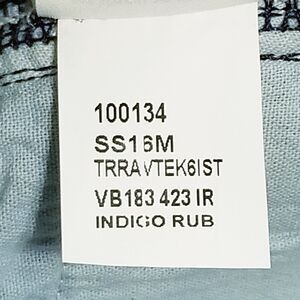 100134
SS16M
TRRAVTEK6IST
VB183 423 IR
INDIGO RUB